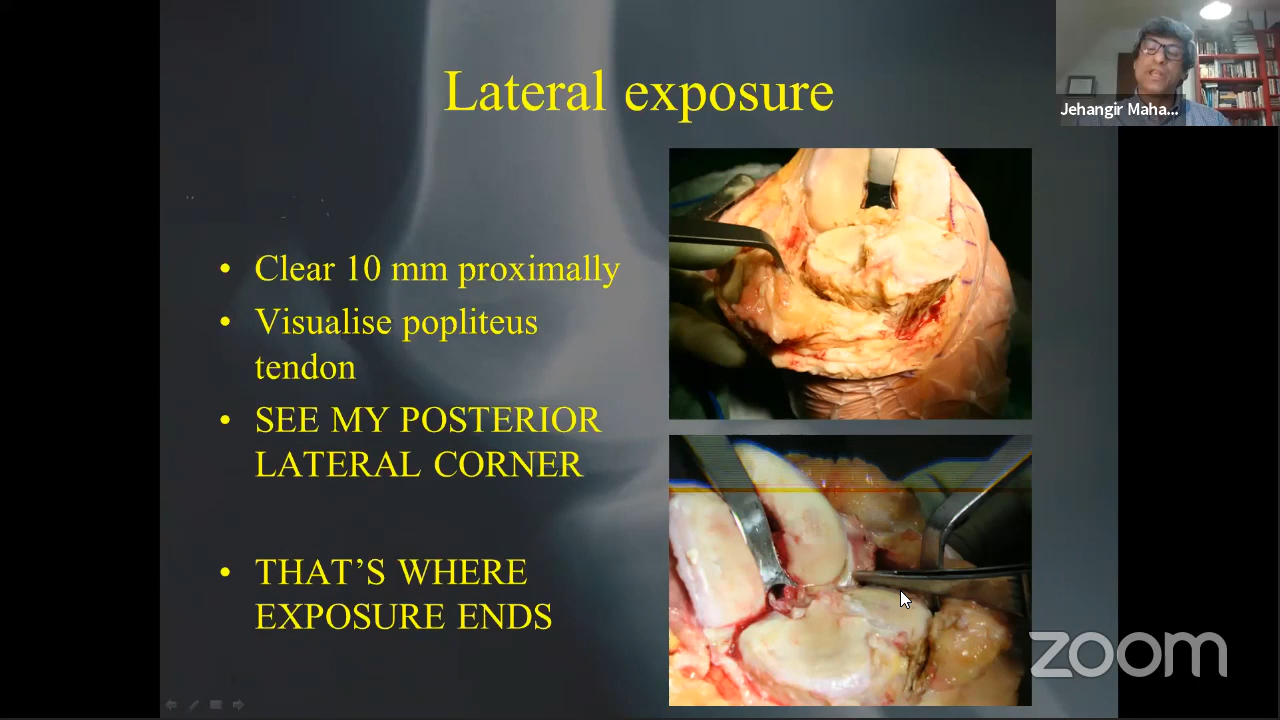 Lateral exposure
Jehangir Maha...
• Clear 10 mm proximally
• Visualise popliteus
tendon
• SEE MY POSTERIOR
LATERAL CORNER
• THAT’S WHERE
EXPOSURE ENDS
zoom